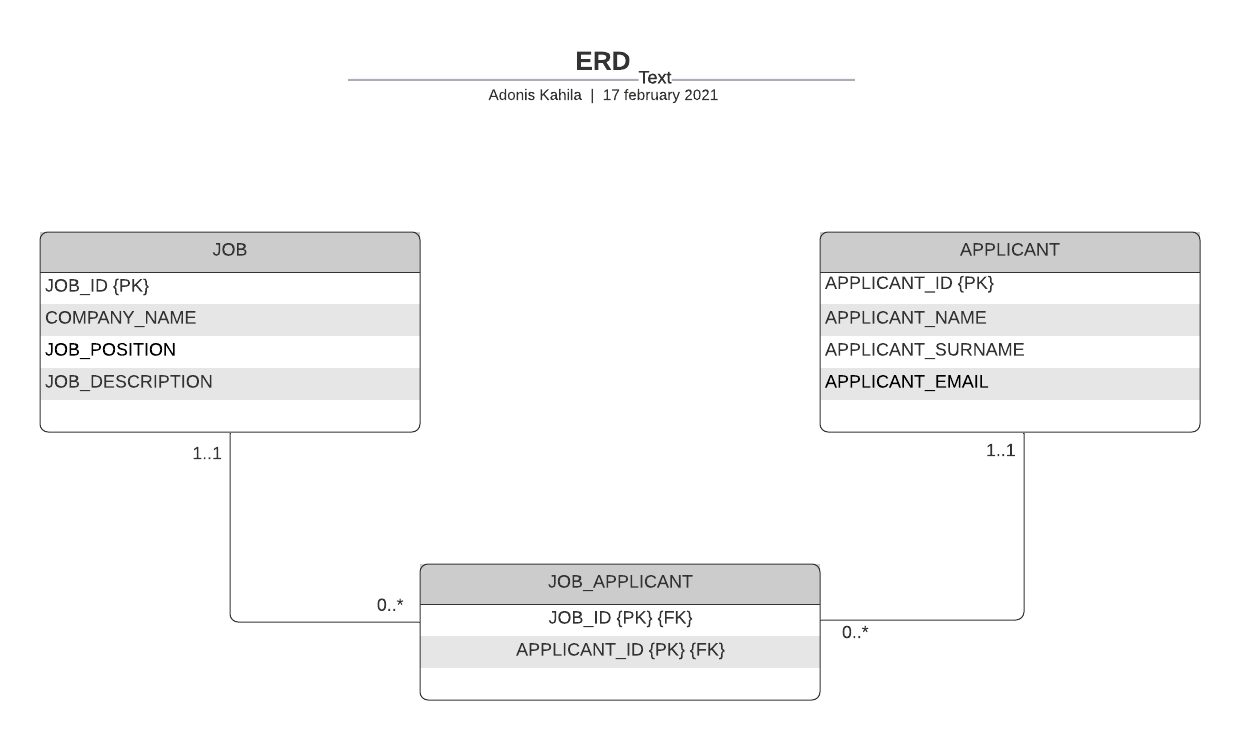 ERD
Text
Adonis Kahila | 17 february 2021
JOB
JOB_ID {PK}
COMPANY_NAME
JOB_POSITION
JOB_DESCRIPTION
APPLICANT
APPLICANT_ID {PK}
APPLICANT_NAME
APPLICANT_SURNAME
APPLICANT_EMAIL
1..1
1..1
0..*
JOB_APPLICANT
JOB_ID {PK} {FK}
APPLICANT_ID {PK} {FK}
0..*